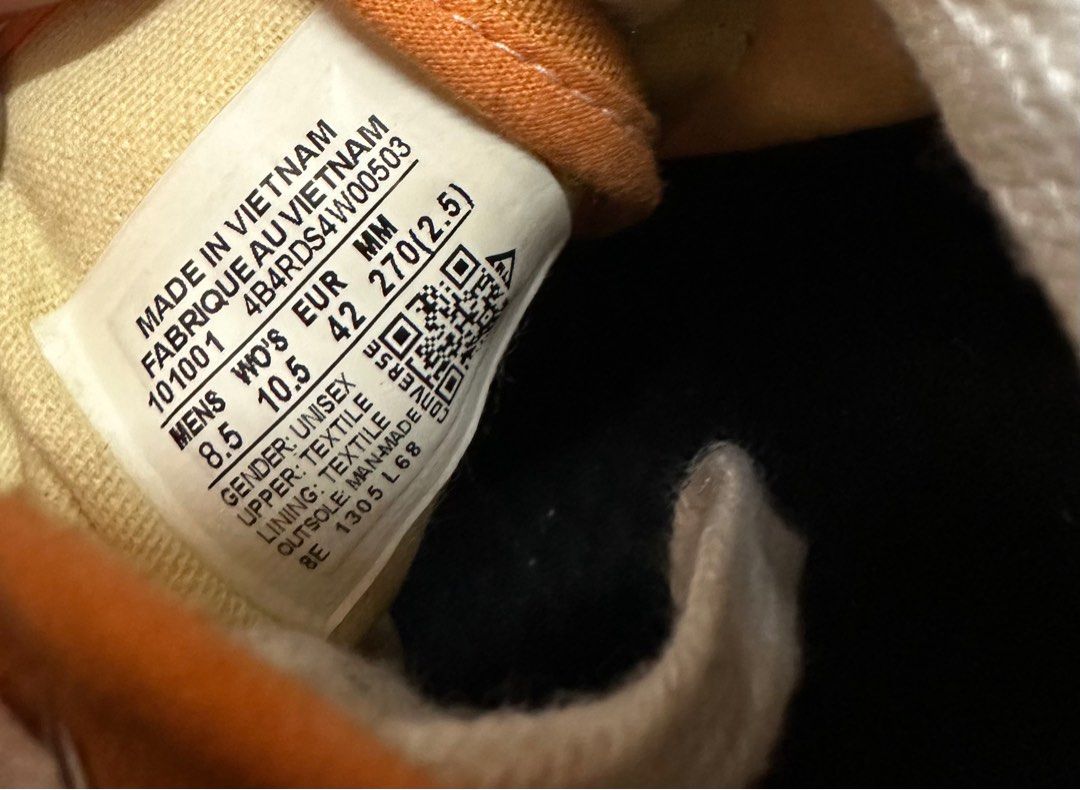 MADE IN VIETNAM
FABRIQUE AU VIETNAM
101001 4B4RDS4W00503
MENS WO'S EUR MM
8.5 10.5 42 270(2.5)
GENDER: UNISEX
UPPER: TEXTILE
LINING: TEXTILE
OUTSOLE: MAN-MADE
8E 1305 L68